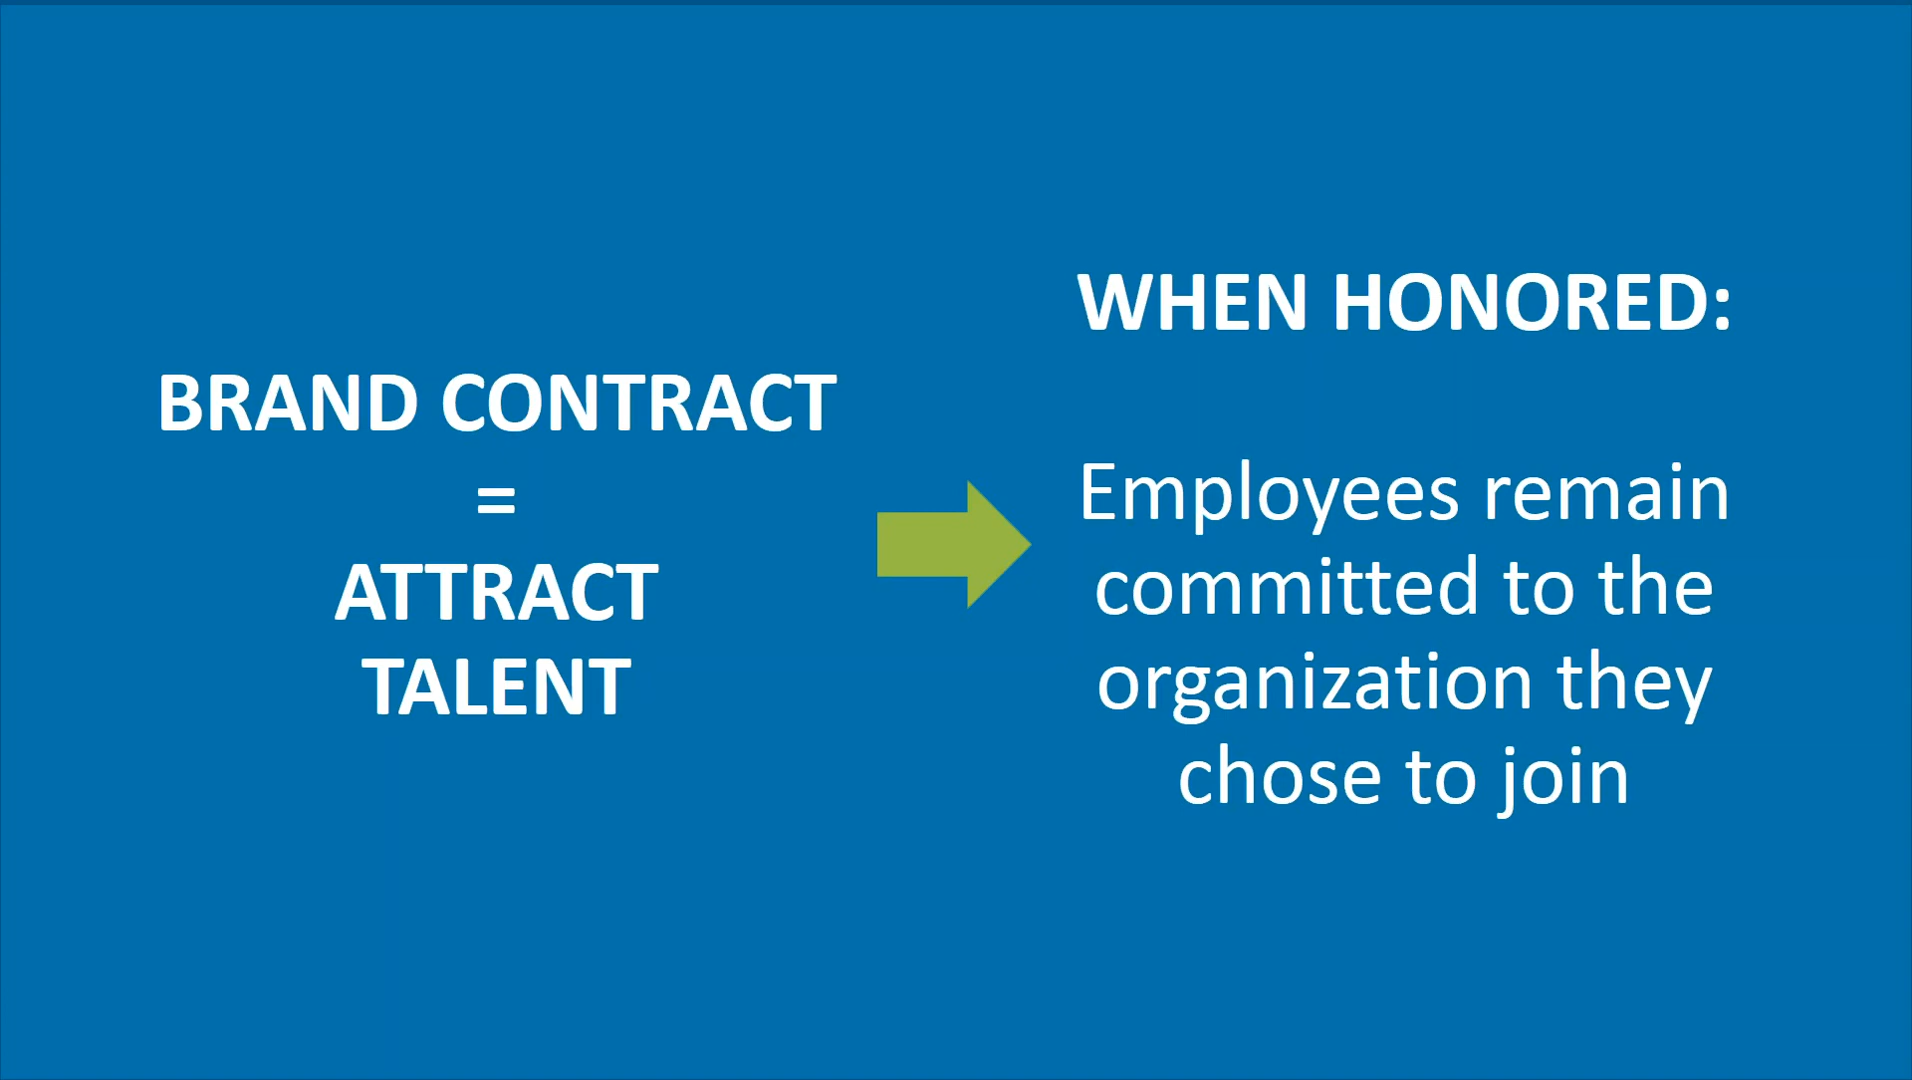 BRAND CONTRACT
=
ATTRACT
TALENT
WHEN HONORED:
Employees remain
committed to the
organization they
chose to join